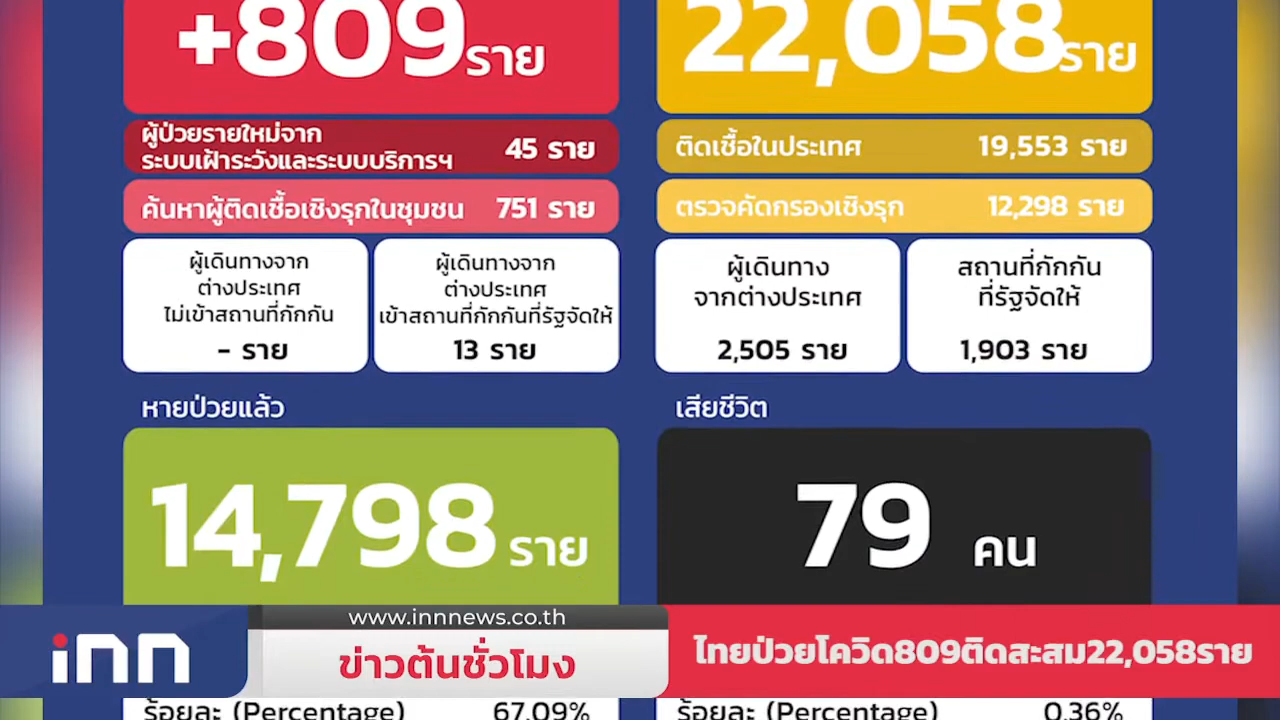 +809ราย
22,058ราย
ผู้ป่วยรายใหม่จาก
ระบบเฝ้าระวังและระบบบริการฯ
45 ราย
ติดเชื้อในประเทศ
19,553 ราย
ค้นหาผู้ติดเชื้อเชิงรุกในชุมชน
751 ราย
ตรวจคัดกรองเชิงรุก
12,298 ราย
ผู้เดินทางจาก
ต่างประเทศ
ไม่เข้าสถานที่กักกัน
- ราย
ผู้เดินทางจาก
ต่างประเทศ
เข้าสถานที่กักกันที่รัฐจัดให้
13 ราย
ผู้เดินทาง
จากต่างประเทศ
2,505 ราย
สถานที่กักกัน
ที่รัฐจัดให้
1,903 ราย
หายป่วยแล้ว
14,798 ราย
เสียชีวิต
79 คน
inn
www.innnews.co.th
ข่าวต้นชั่วโมง
ไทยป่วยโควิด809ติดสะสม22,058ราย
ร้อยละ (Percentage)
67.09%
ร้อยละ (Percentage)
0.36%